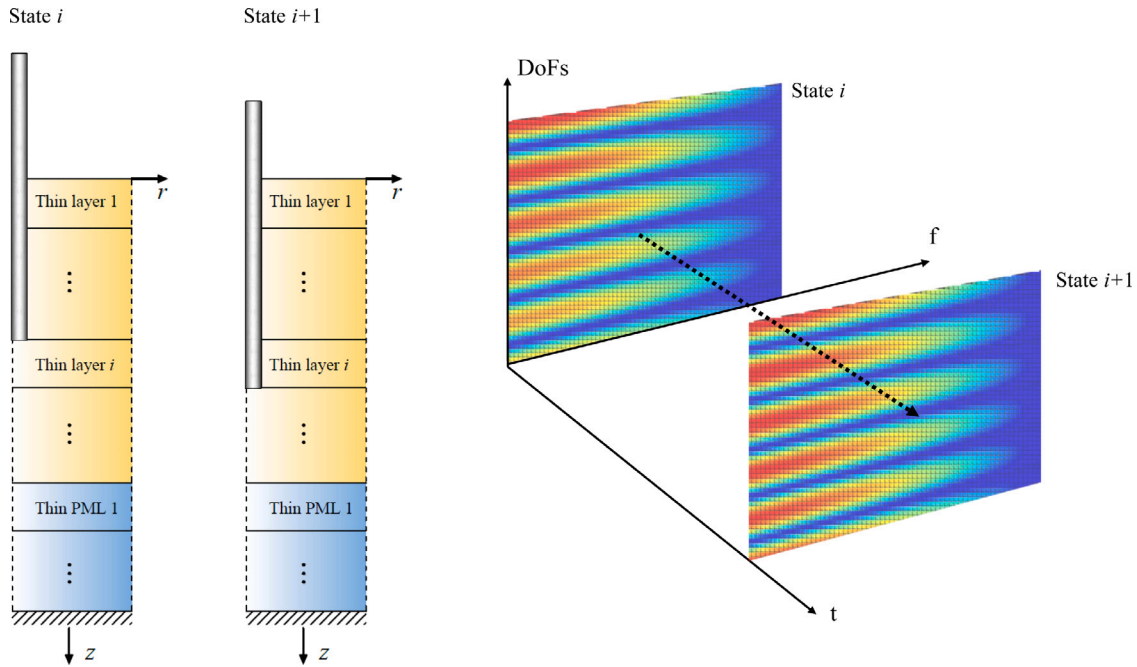 State i
State i+1
r
r
Thin layer 1
Thin layer 1
Thin layer i
Thin layer i
Thin PML 1
Thin PML 1
z
z
DoFs
State i
f
State i+1
t